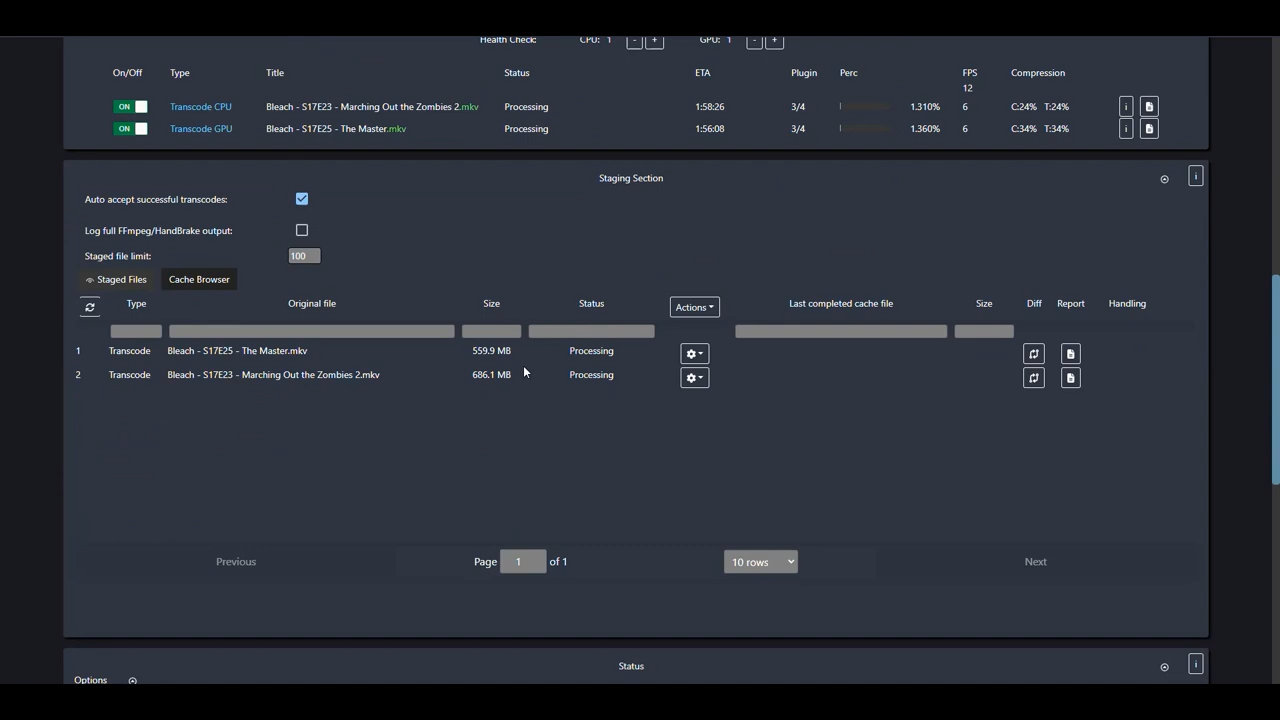 Health Check: CPU: 1 - + GPU: 1 - +
On/Off Type Title Status ETA Plugin Perc FPS Compression
12
ON Transcode CPU Bleach - S17E23 - Marching Out the Zombies 2.mkv Processing 1:58:26 3/4 1.310% 6 C:24% T:24% i
ON Transcode GPU Bleach - S17E25 - The Master.mkv Processing 1:56:08 3/4 1.360% 6 C:34% T:34% i
Staging Section i
Auto accept successful transcodes:
Log full FFmpeg/HandBrake output:
Staged file limit: 100
Staged Files Cache Browser
Type Original file Size Status Actions Last completed cache file Size Diff Report Handling
1 Transcode Bleach - S17E25 - The Master.mkv 559.9 MB Processing
2 Transcode Bleach - S17E23 - Marching Out the Zombies 2.mkv 686.1 MB Processing
Previous Page 1 of 1 10 rows Next
Status i
Options